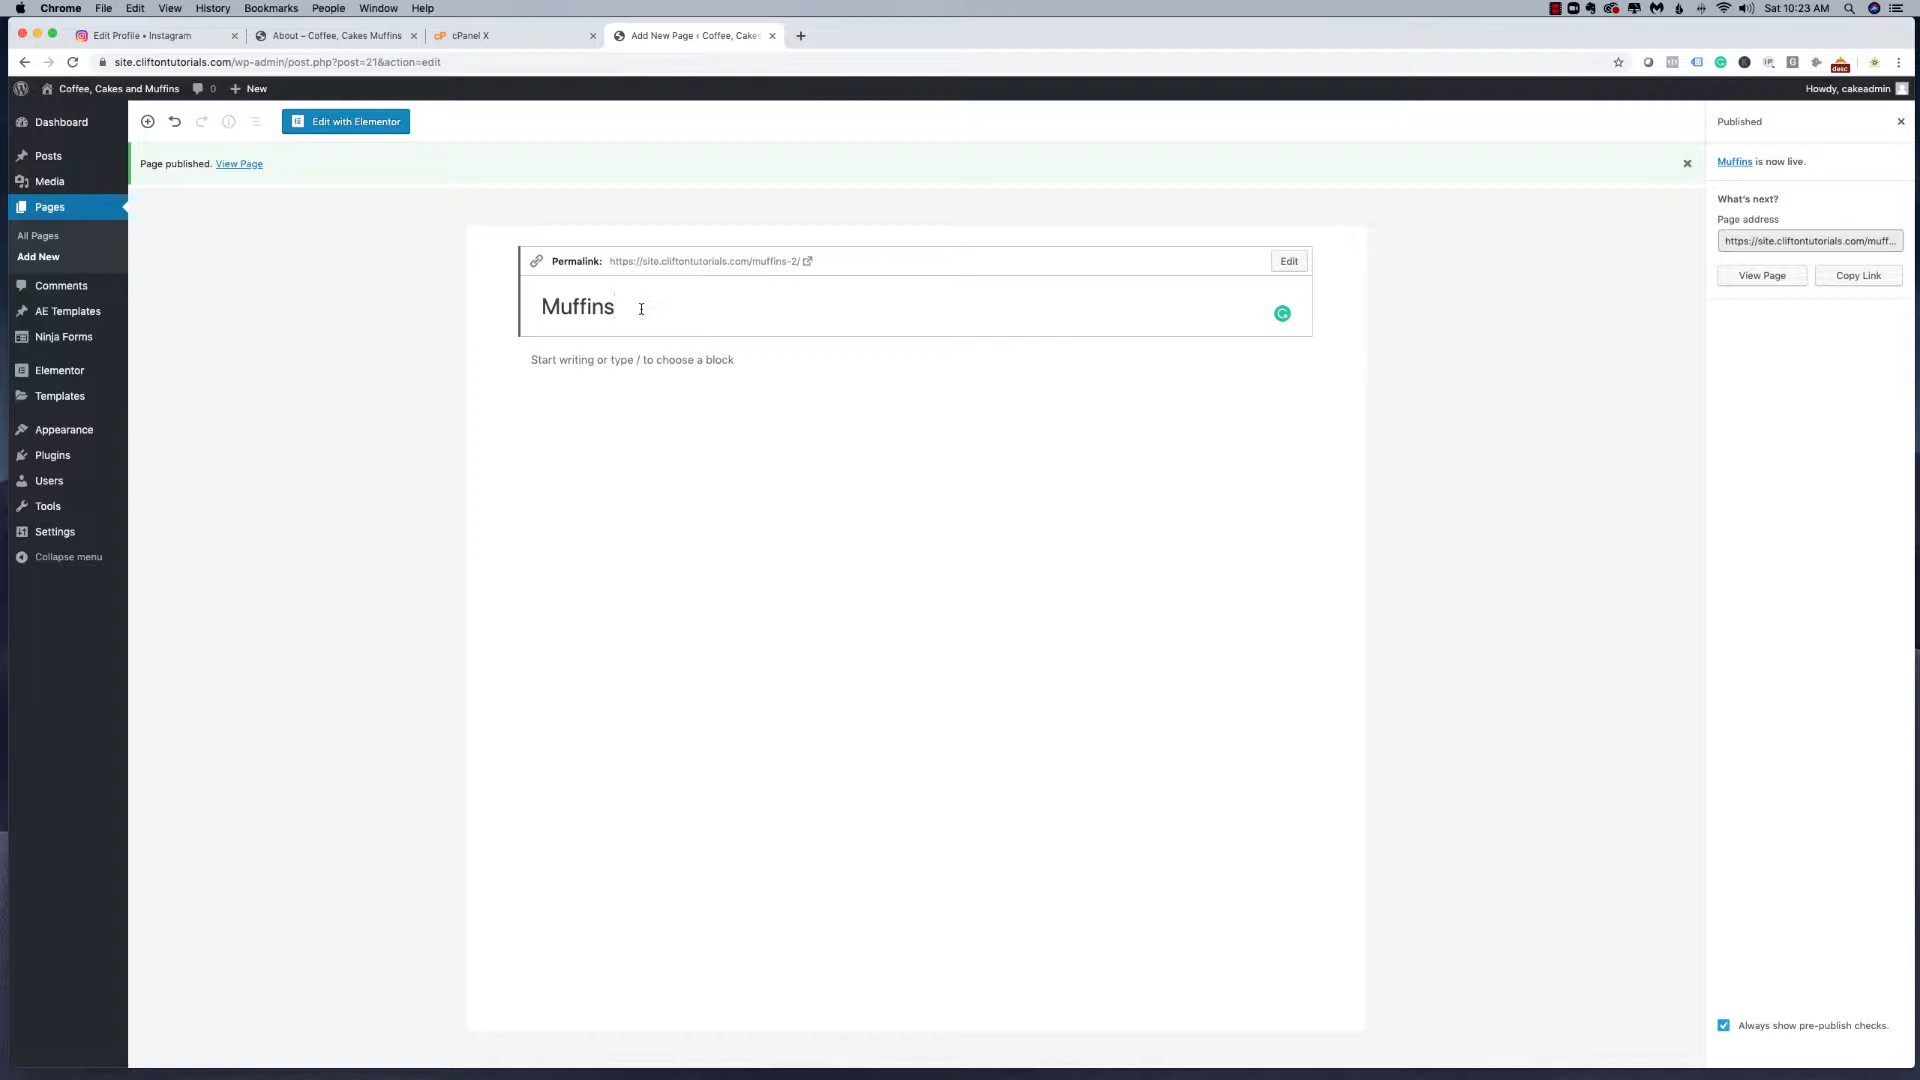 Chrome File Edit View History Bookmarks People Window Help Sat 10:23 AM
Edit Profile • Instagram
About – Coffee, Cakes Muffins
cPanel X
Add New Page ‹ Coffee, Cake
site.cliftontutorials.com/wp-admin/post.php?post=21&action=edit
Coffee, Cakes and Muffins 0 New Howdy, cakeadmin
Dashboard
Posts
Media
Pages
All Pages
Add New
Comments
AE Templates
Ninja Forms
Elementor
Templates
Appearance
Plugins
Users
Tools
Settings
Collapse menu
Edit with Elementor
Page published. View Page
Permalink: https://site.cliftontutorials.com/muffins-2/ Edit
Muffins
Start writing or type / to choose a block
Published
Muffins is now live.
What's next?
Page address
https://site.cliftontutorials.com/muff...
View Page Copy Link
Always show pre-publish checks.